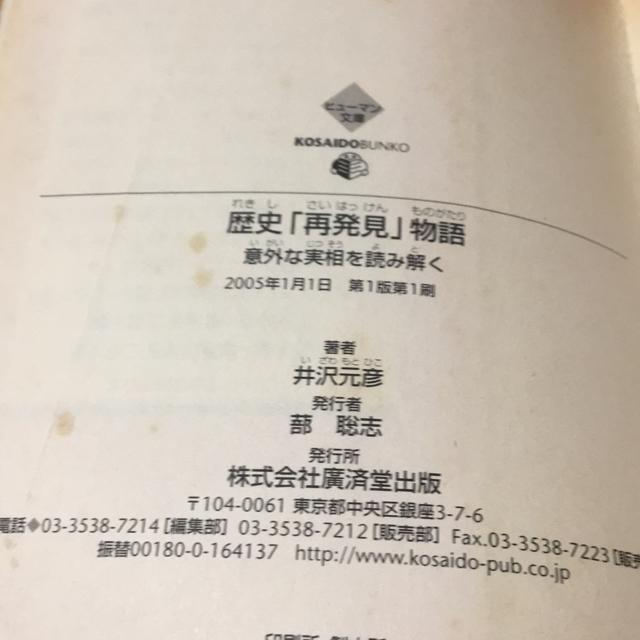 ヒューマン
文庫
KOSAIDOBUNKO
れきし さいはっけん ものがたり
歴史「再発見」物語
いがい じっそう よ と
意外な実相を読み解く
2005年1月1日 第1版第1刷
著者
いざわもとひこ
井沢元彦
発行者
蔀 聡志
発行所
株式会社廣済堂出版
〒104-0061 東京都中央区銀座3-7-6
電話◆03-3538-7214[編集部] 03-3538-7212[販売部] Fax.03-3538-7223[販売
振替00180-0-164137 http://www.kosaido-pub.co.jp